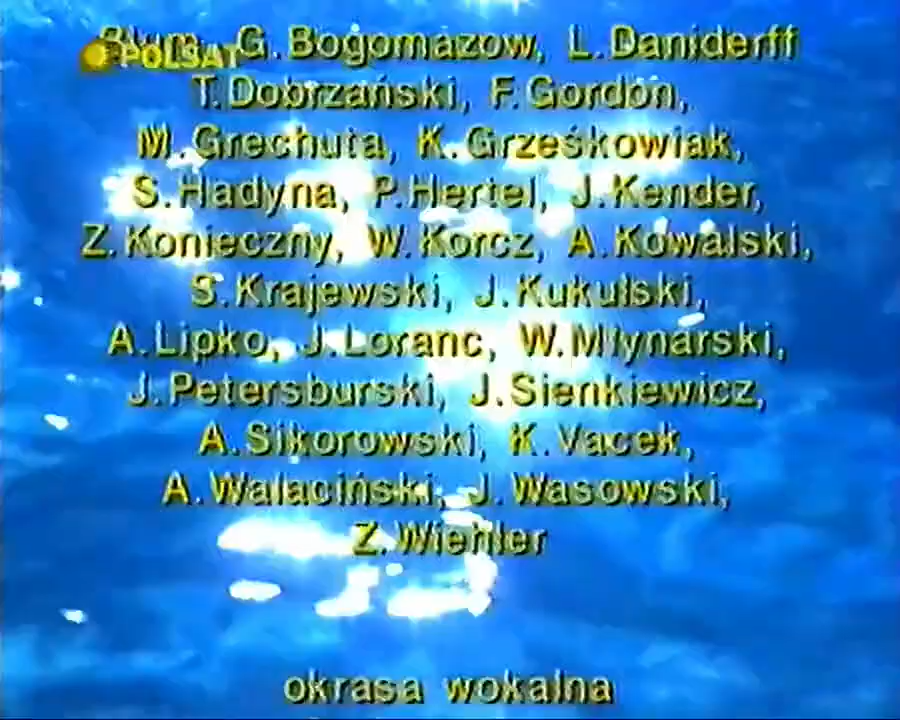 POLSAT
G. Bogomazow, L. Daniderff
T. Dobrzański, F. Gordon,
M. Grechuta, K. Grześkowiak,
S. Hadyna, P. Hertel, J. Kender,
Z. Konieczny, W. Korcz, A. Kowalski,
S. Krajewski, J. Kukulski,
A. Lipko, J. Loranc, W. Młynarski,
J. Petersburski, J. Sienkiewicz,
A. Sikorowski, K. Vacek,
A. Walaciński, J. Wasowski,
Z. Wiehler
okrasa wokalna